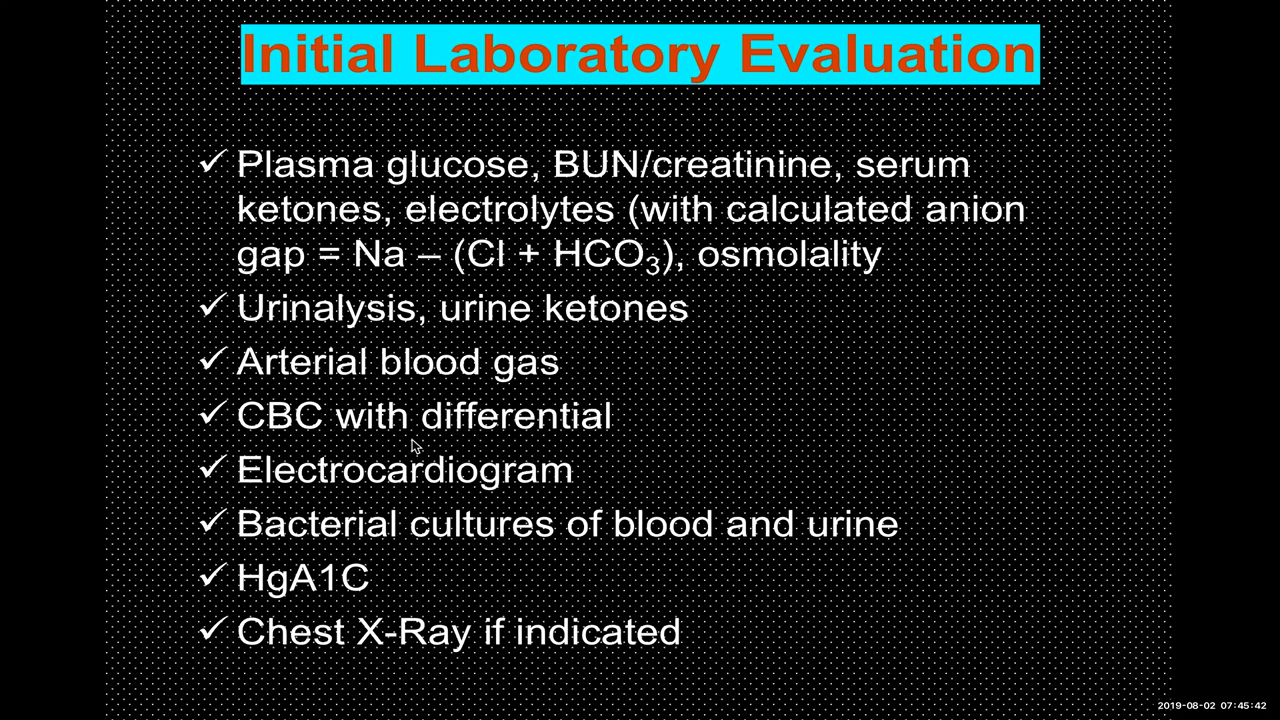 Initial Laboratory Evaluation
✓ Plasma glucose, BUN/creatinine, serum
ketones, electrolytes (with calculated anion
gap = Na – (Cl + HCO₃), osmolality
✓ Urinalysis, urine ketones
✓ Arterial blood gas
✓ CBC with differential
✓ Electrocardiogram
✓ Bacterial cultures of blood and urine
✓ HgA1C
✓ Chest X-Ray if indicated
2019-08-02 07:45:42